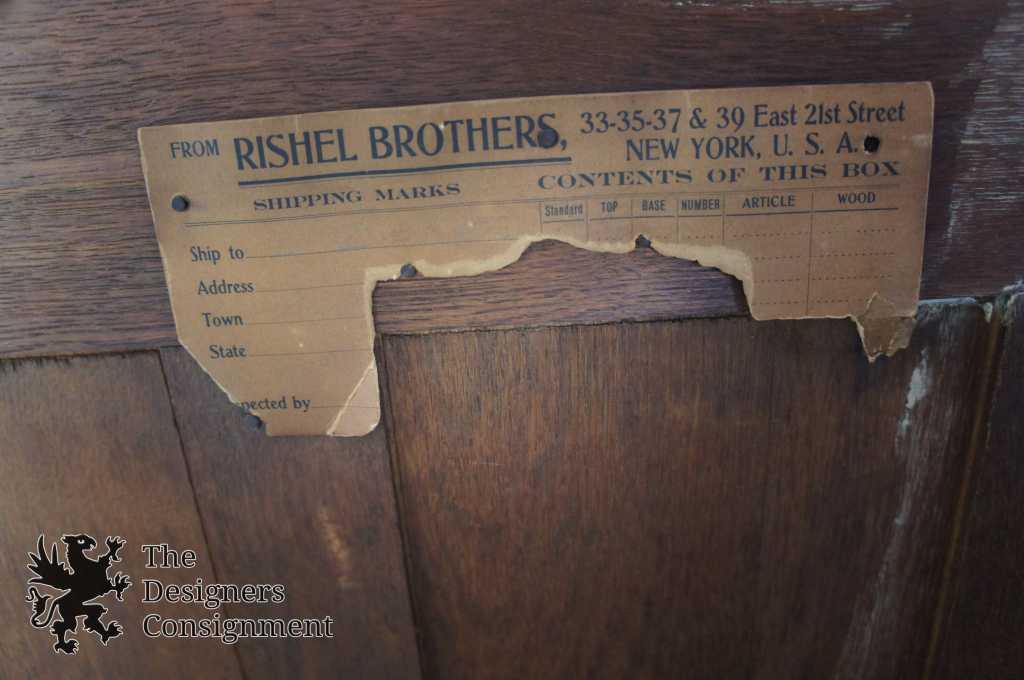 FROM RISHEL BROTHERS, 33-35-37 & 39 East 21st Street
NEW YORK, U. S. A.
SHIPPING MARKS
CONTENTS OF THIS BOX
Standard TOP BASE NUMBER ARTICLE WOOD
Ship to
Address
Town
State
pected by
The
Designers
Consignment